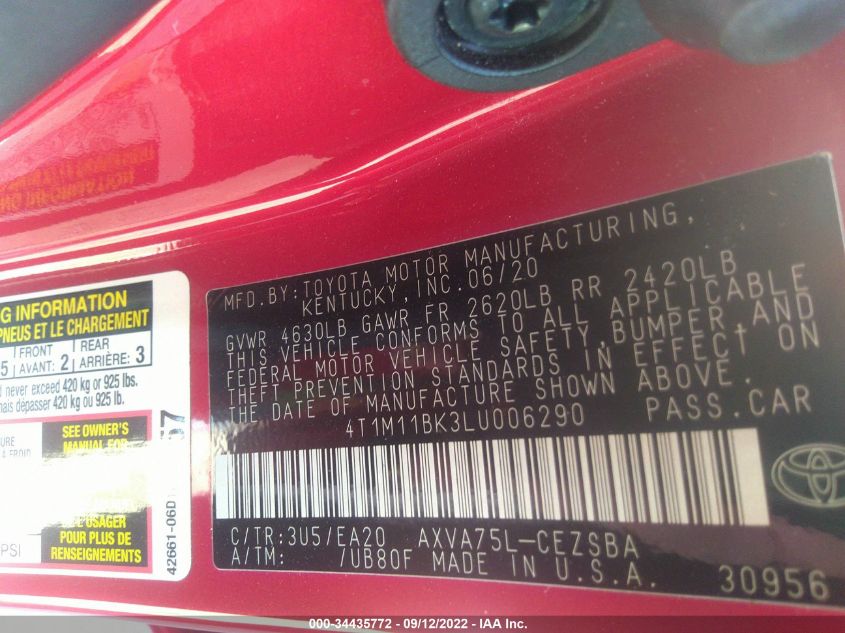 MFD.BY: TOYOTA MOTOR MANUFACTURING,
KENTUCKY, INC. 06/20
GVWR 4630LB GAWR FR 2620LB RR 2420LB
THIS VEHICLE CONFORMS TO ALL APPLICABLE
FEDERAL MOTOR VEHICLE SAFETY, BUMPER, AND
THEFT PREVENTION STANDARDS IN EFFECT ON
THE DATE OF MANUFACTURE SHOWN ABOVE.
4T1M11BK3LU006290 PASS.CAR
C/TR:3U5/EA20 AXVA75L-CEZSBA
A/TM: /UB80F MADE IN U.S.A.
30956
INFORMATION
PNEUS ET LE CHARGEMENT
5 FRONT AVANT: 2 REAR ARRIÈRE: 3
never exceed 420 kg or 925 lbs.
dépasser 420 kg ou 925 lb.
SEE OWNER'S
MANUAL FOR
USAGER
POUR PLUS DE
RENSEIGNEMENTS
PSI
000-34435772 - 09/12/2022 - IAA Inc.